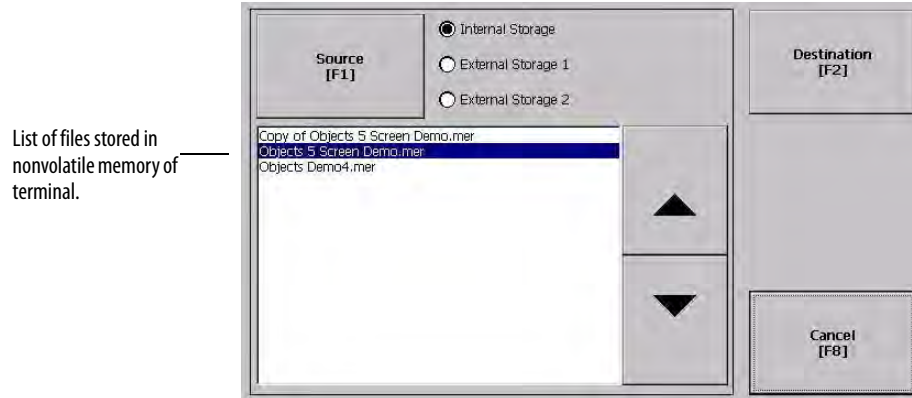 Source
[F1]
Internal Storage
External Storage 1
External Storage 2
Destination
[F2]
List of files stored in
nonvolatile memory of
terminal.
Copy of Objects 5 Screen Demo.mer
Objects 5 Screen Demo.mer
Objects Demo4.mer
Cancel
[F8]